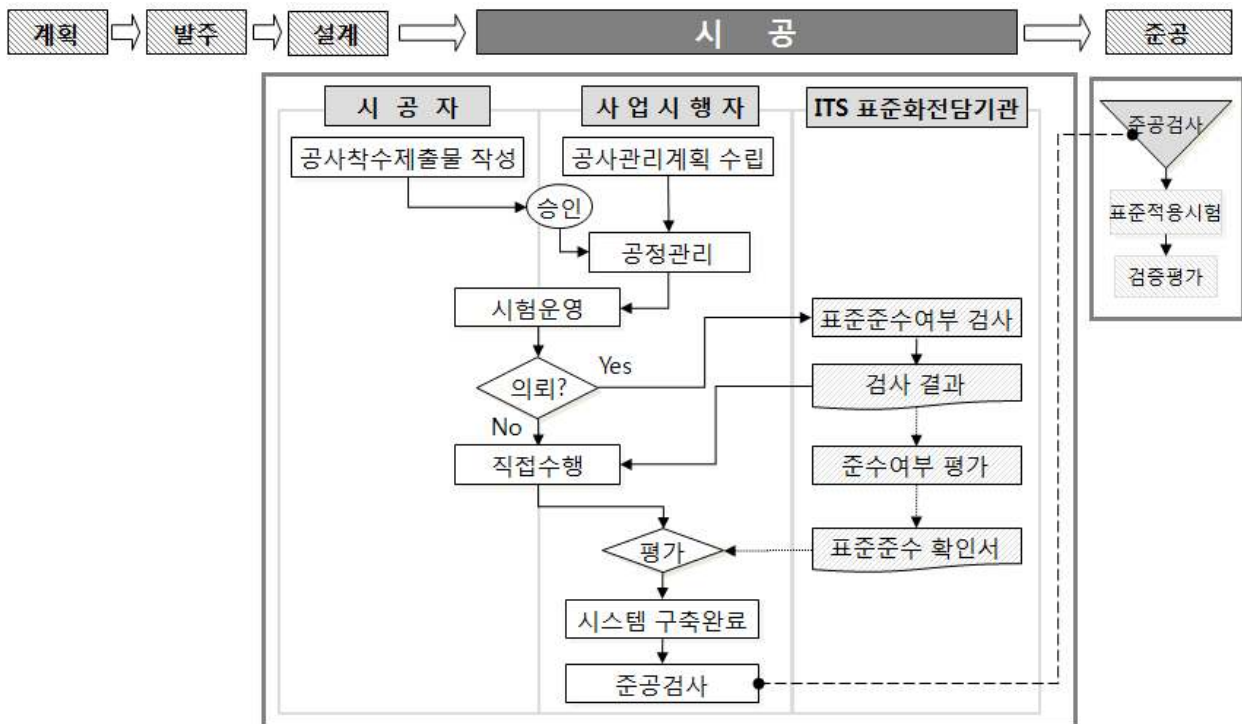 계획
발주
설계
시 공
준공
시 공 자
사 업 시 행 자
ITS 표준화전담기관
준공검사
공사착수제출물 작성
공사관리계획 수립
승인
표준적용시험
공정관리
검증평가
시험운영
표준준수여부 검사
Yes
의뢰?
검사 결과
No
직접수행
준수여부 평가
평가
표준준수 확인서
시스템 구축완료
준공검사